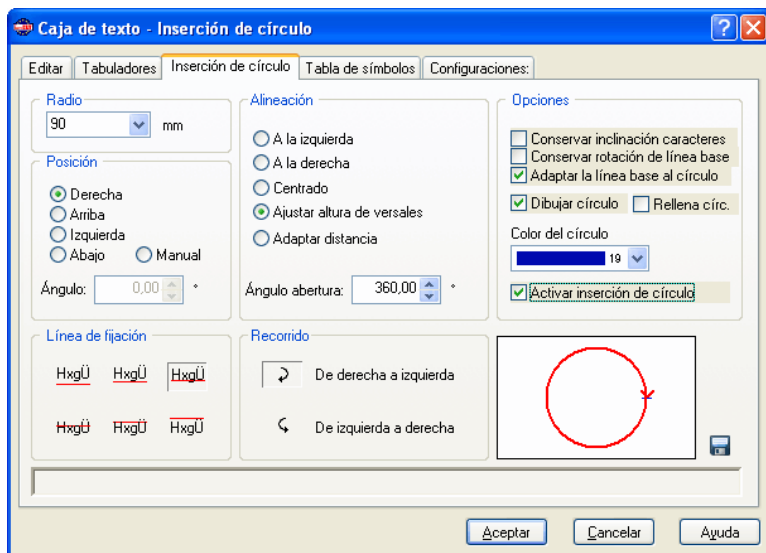 Caja de texto - Inserción de círculo
Editar
Tabuladores
Inserción de círculo
Tabla de símbolos
Configuraciones:
Radio
90 mm
Posición
Derecha
Arriba
Izquierda
Abajo
Manual
Ángulo: 0,00 °
Alineación
A la izquierda
A la derecha
Centrado
Ajustar altura de versales
Adaptar distancia
Ángulo abertura: 360,00 °
Opciones
Conservar inclinación caracteres
Conservar rotación de línea base
Adaptar la línea base al círculo
Dibujar círculo
Rellena círc.
Color del círculo
19
Activar inserción de círculo
Línea de fijación
HxgÜ HxgÜ HxgÜ
HxgÜ HxgÜ HxgÜ
Recorrido
De derecha a izquierda
De izquierda a derecha
Aceptar
Cancelar
Ayuda